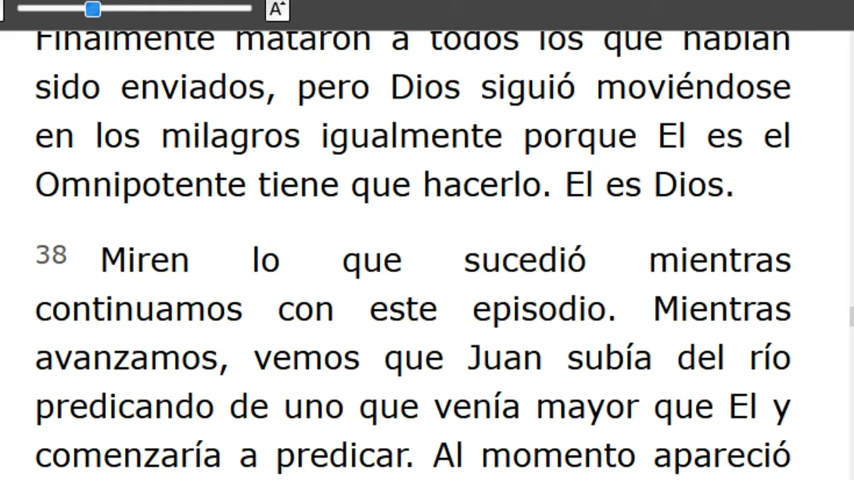 A
Finalmente mataron a todos los que habían
sido enviados, pero Dios siguió moviéndose
en los milagros igualmente porque El es el
Omnipotente tiene que hacerlo. El es Dios.
38 Miren lo que sucedió mientras
continuamos con este episodio. Mientras
avanzamos, vemos que Juan subía del río
predicando de uno que venía mayor que El y
comenzaría a predicar. Al momento apareció